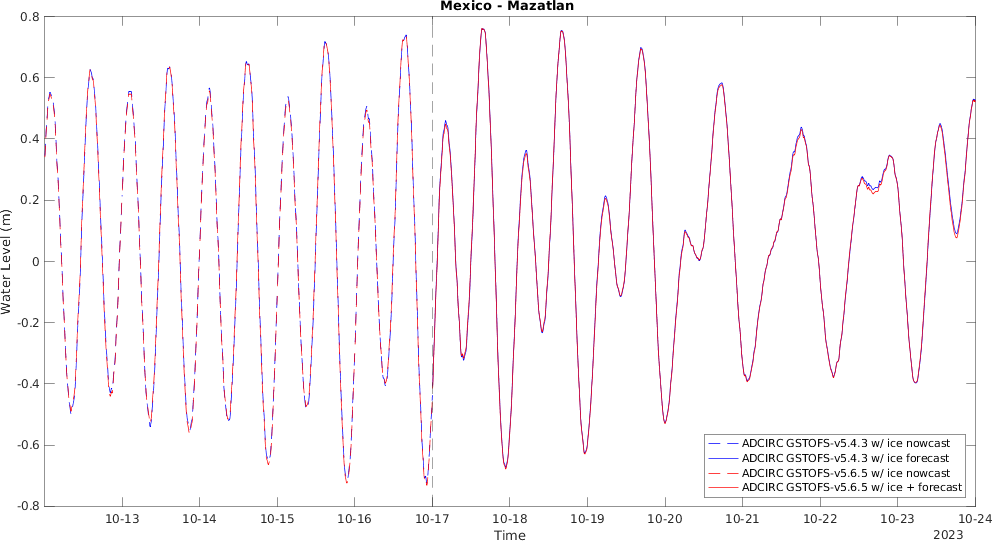 Mexico - Mazatlan
Water Level (m)
0.8
0.6
0.4
0.2
0
-0.2
-0.4
-0.6
-0.8
ADCIRC GSTOFS-v5.4.3 w/ ice nowcast
ADCIRC GSTOFS-v5.4.3 w/ ice forecast
ADCIRC GSTOFS-v5.6.5 w/ ice nowcast
ADCIRC GSTOFS-v5.6.5 w/ ice + forecast
10-13 10-14 10-15 10-16 10-17 10-18 10-19 10-20 10-21 10-22 10-23 10-24
Time
2023